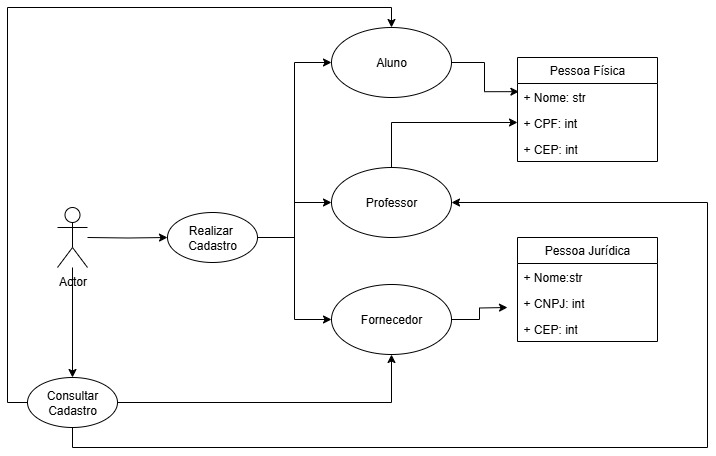 Aluno
Pessoa Física
+ Nome: str
+ CPF: int
+ CEP: int
Professor
Realizar
Cadastro
Actor
Pessoa Jurídica
+ Nome:str
+ CNPJ: int
+ CEP: int
Fornecedor
Consultar
Cadastro